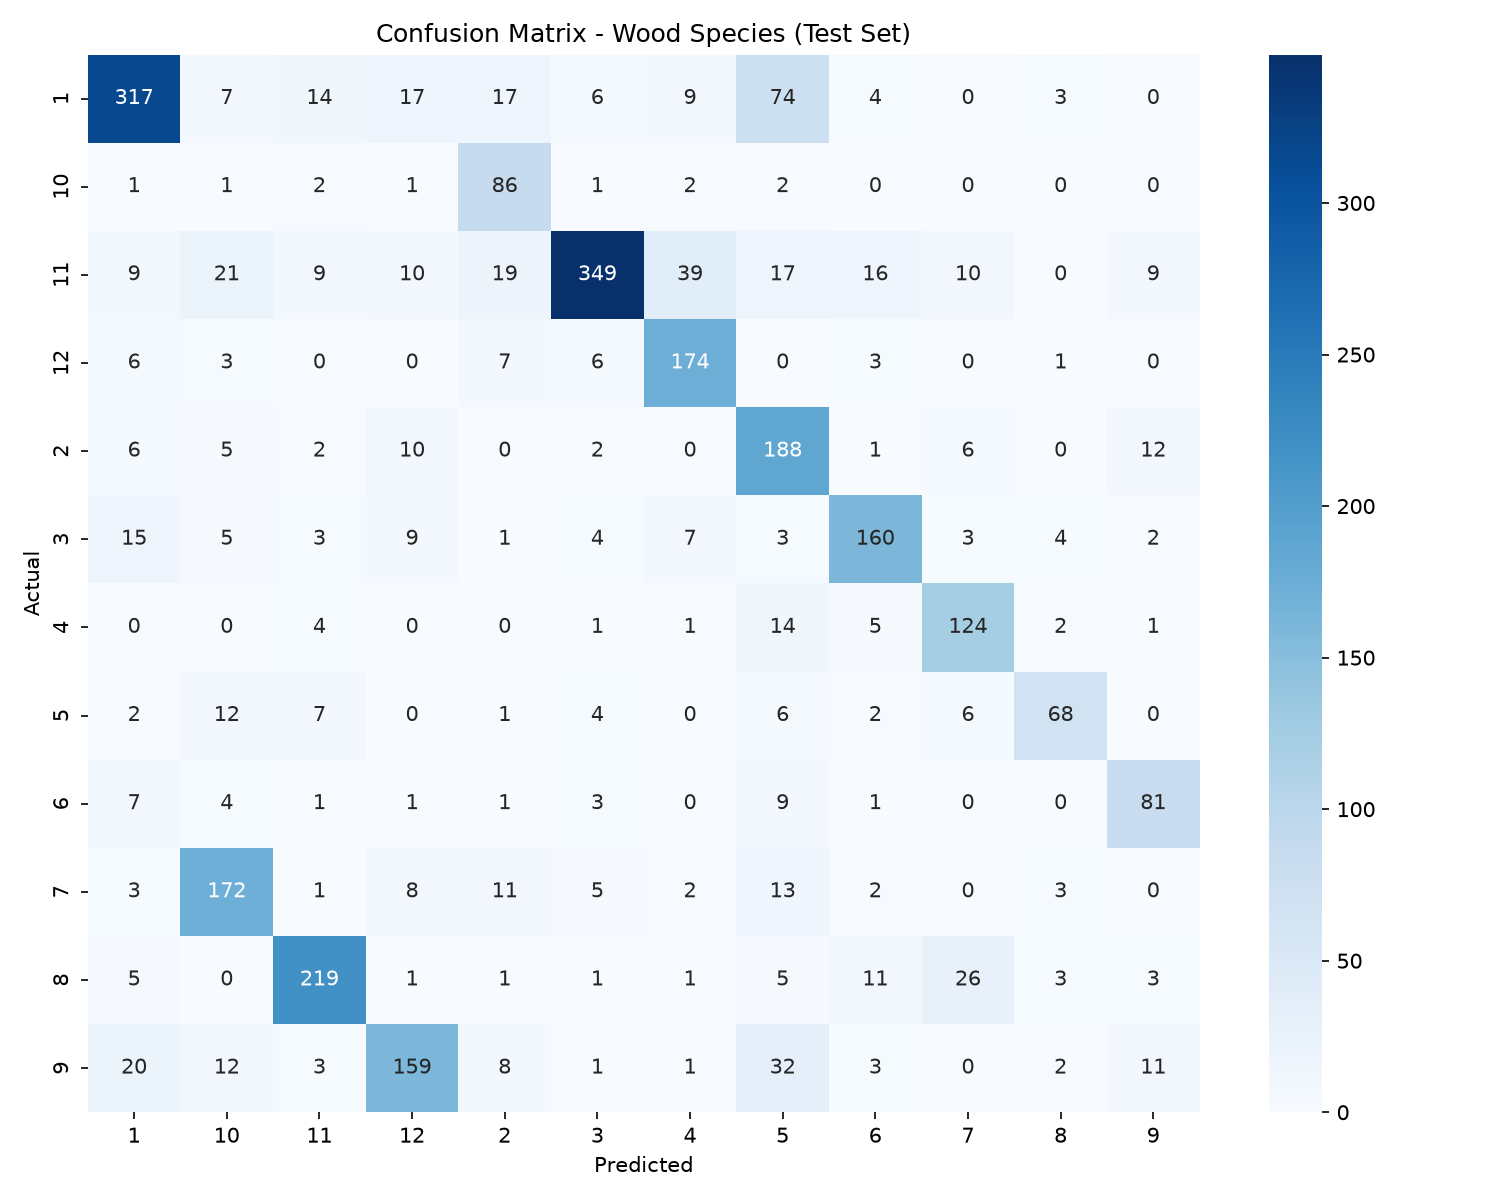 Confusion Matrix - Wood Species (Test Set)
1 317 7 14 17 17 6 9 74 4 0 3 0
10 1 1 2 1 86 1 2 2 0 0 0 0
11 9 21 9 10 19 349 39 17 16 10 0 9
12 6 3 0 0 7 6 174 0 3 0 1 0
2 6 5 2 10 0 2 0 188 1 6 0 12
3 15 5 3 9 1 4 7 3 160 3 4 2
4 0 0 4 0 0 1 1 14 5 124 2 1
5 2 12 7 0 1 4 0 6 2 6 68 0
6 7 4 1 1 1 3 0 9 1 0 0 81
7 3 172 1 8 11 5 2 13 2 0 3 0
8 5 0 219 1 1 1 1 5 11 26 3 3
9 20 12 3 159 8 1 1 32 3 0 2 11
1 10 11 12 2 3 4 5 6 7 8 9
Predicted
Actual
300
250
200
150
100
50
0